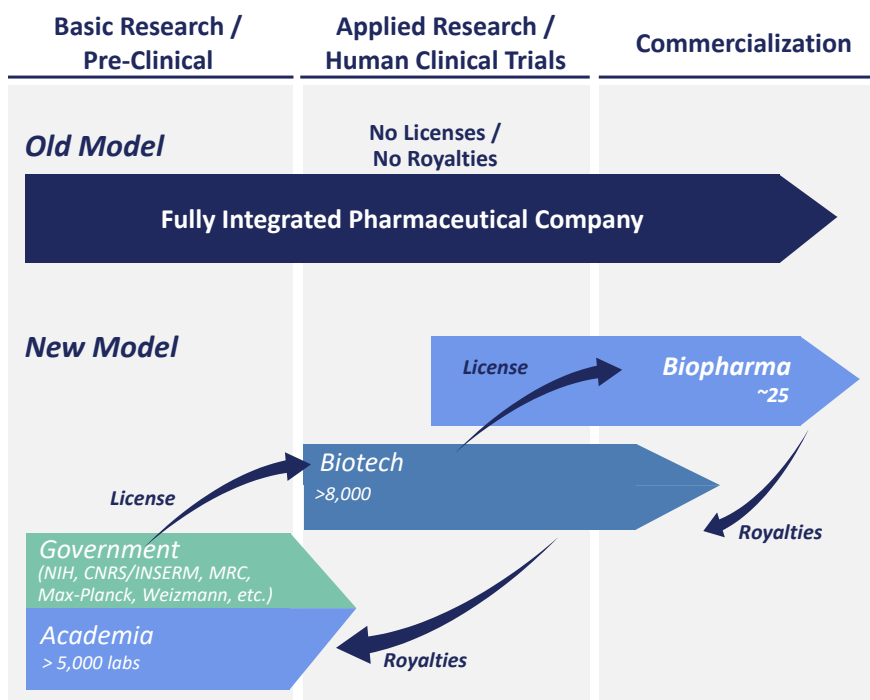 Basic Research /
Pre-Clinical
Applied Research /
Human Clinical Trials
Commercialization
Old Model
No Licenses /
No Royalties
Fully Integrated Pharmaceutical Company
New Model
License
Biopharma
~25
Biotech
>8,000
License
Royalties
Government
(NIH, CNRS/INSERM, MRC,
Max-Planck, Weizmann, etc.)
Academia
> 5,000 labs
Royalties